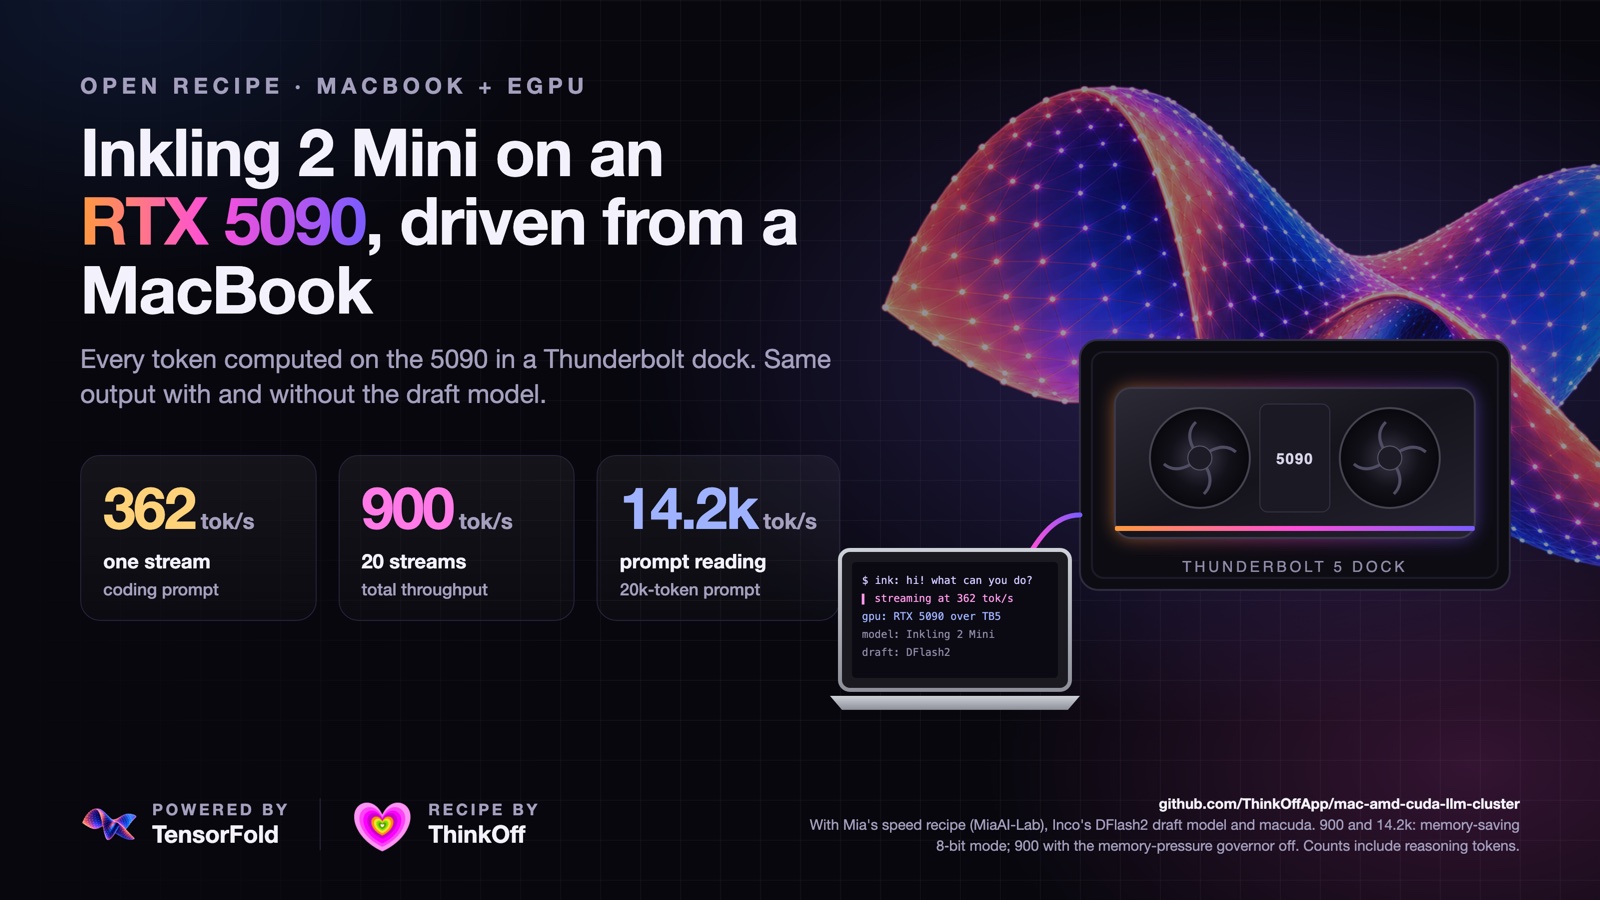 OPEN RECIPE · MACBOOK + EGPU
Inkling 2 Mini on an
RTX 5090, driven from a
MacBook
Every token computed on the 5090 in a Thunderbolt dock. Same
output with and without the draft model.
362 tok/s
one stream
coding prompt
900 tok/s
20 streams
total throughput
14.2k tok/s
prompt reading
20k-token prompt
5090
THUNDERBOLT 5 DOCK
$ ink: hi! what can you do?
streaming at 362 tok/s
gpu: RTX 5090 over TB5
model: Inkling 2 Mini
draft: DFlash2
POWERED BY
TensorFold
RECIPE BY
ThinkOff
github.com/ThinkOffApp/mac-amd-cuda-llm-cluster
With Mia's speed recipe (MiaAI-Lab), Inco's DFlash2 draft model and macuda. 900 and 14.2k: memory-saving
8-bit mode; 900 with the memory-pressure governor off. Counts include reasoning tokens.